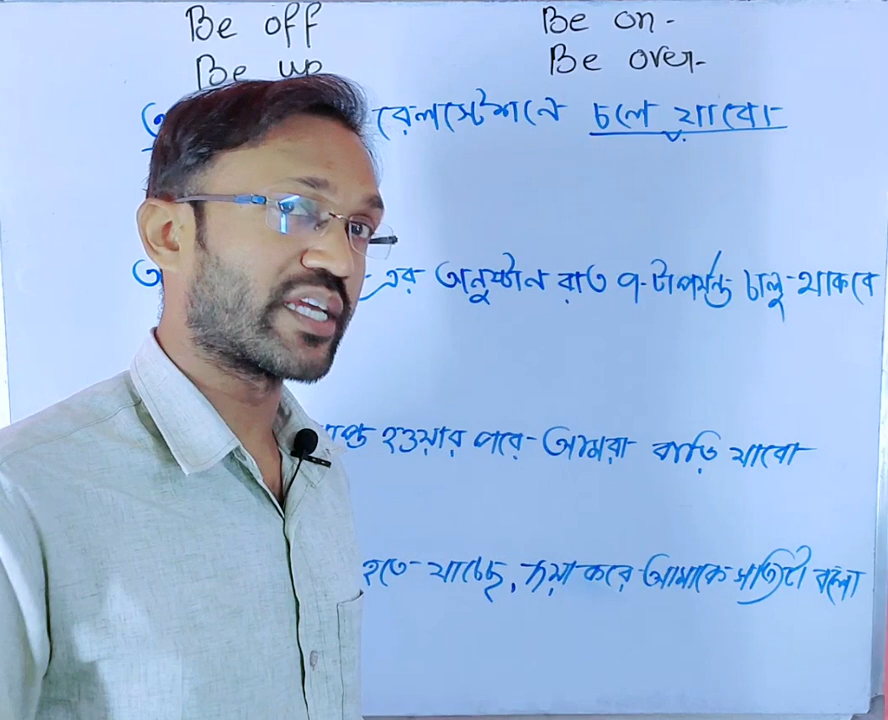 Be off Be on -
Be up Be over-
রেলস্টেশনে চলে যাবো
এর অনুষ্ঠান রাত ৭-টা পর্যন্ত চালু-থাকবে
হওয়ার পরে-আমরা বাড়ি যাবো
হতে-যাচ্ছে, দয়া করে-আমাকে-সত্যিটা বলো